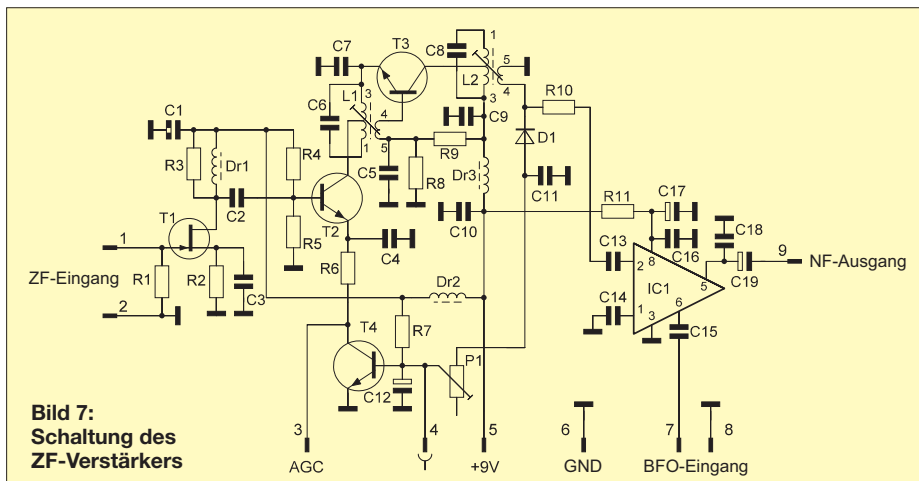 C7
T3
C8
1
5
L2
4
3
C6
3
L1
4
5
1
C9
R10
C1
R3
Dr1
R4
R9
D1
C5
R8
Dr3
C11
R11
C17
C2
T1
T2
C10
C16
C18
1
R5
C13
8
9
NF-Ausgang
ZF-Eingang
R1
R2
C3
R6
C4
2
5
C19
IC1
2
Dr2
C14
1
6
3
C15
T4
R7
P1
C12
Bild 7:
Schaltung des
ZF-Verstärkers
3
4
5
6
7
8
AGC
+9V
GND
BFO-Eingang